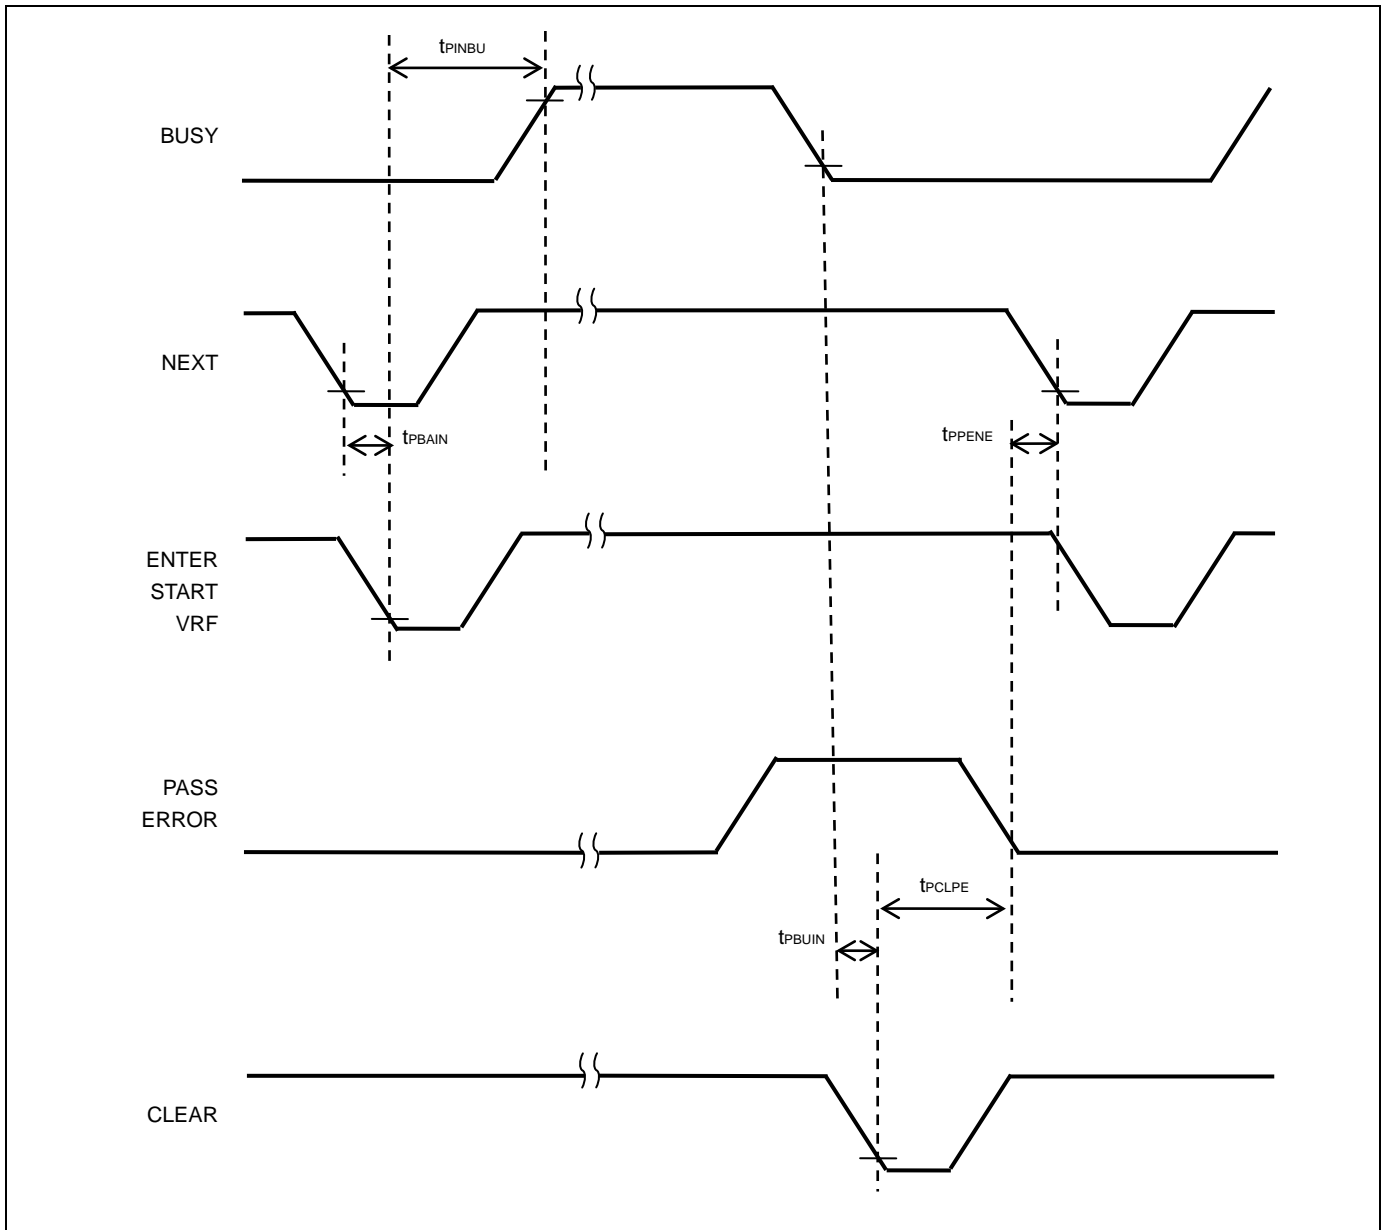 tPINBU
BUSY
NEXT
tPBAIN
tPPENE
ENTER
START
VRF
PASS
ERROR
tPCLPE
tPBUIN
CLEAR